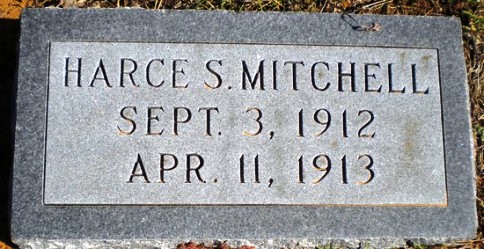 HARCE S. MITCHELL
SEPT. 3, 1912
APR. 11, 1913